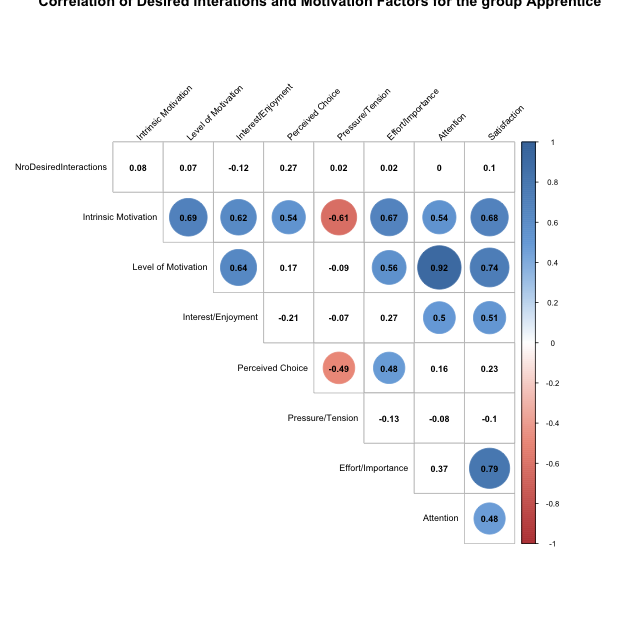 Correlation of Desired Interations and Motivation Factors for the group Apprentice
Intrinsic Motivation
Level of Motivation
Interest/Enjoyment
Perceived Choice
Pressure/Tension
Effort/Importance
Attention
Satisfaction
NroDesiredInteractions 0.08 0.07 -0.12 0.27 0.02 0.02 0 0.1
Intrinsic Motivation 0.69 0.62 0.54 -0.61 0.67 0.54 0.68
Level of Motivation 0.64 0.17 -0.09 0.56 0.92 0.74
Interest/Enjoyment -0.21 -0.07 0.27 0.5 0.51
Perceived Choice -0.49 0.48 0.16 0.23
Pressure/Tension -0.13 -0.08 -0.1
Effort/Importance 0.37 0.79
Attention 0.48
1
0.8
0.6
0.4
0.2
0
-0.2
-0.4
-0.6
-0.8
-1